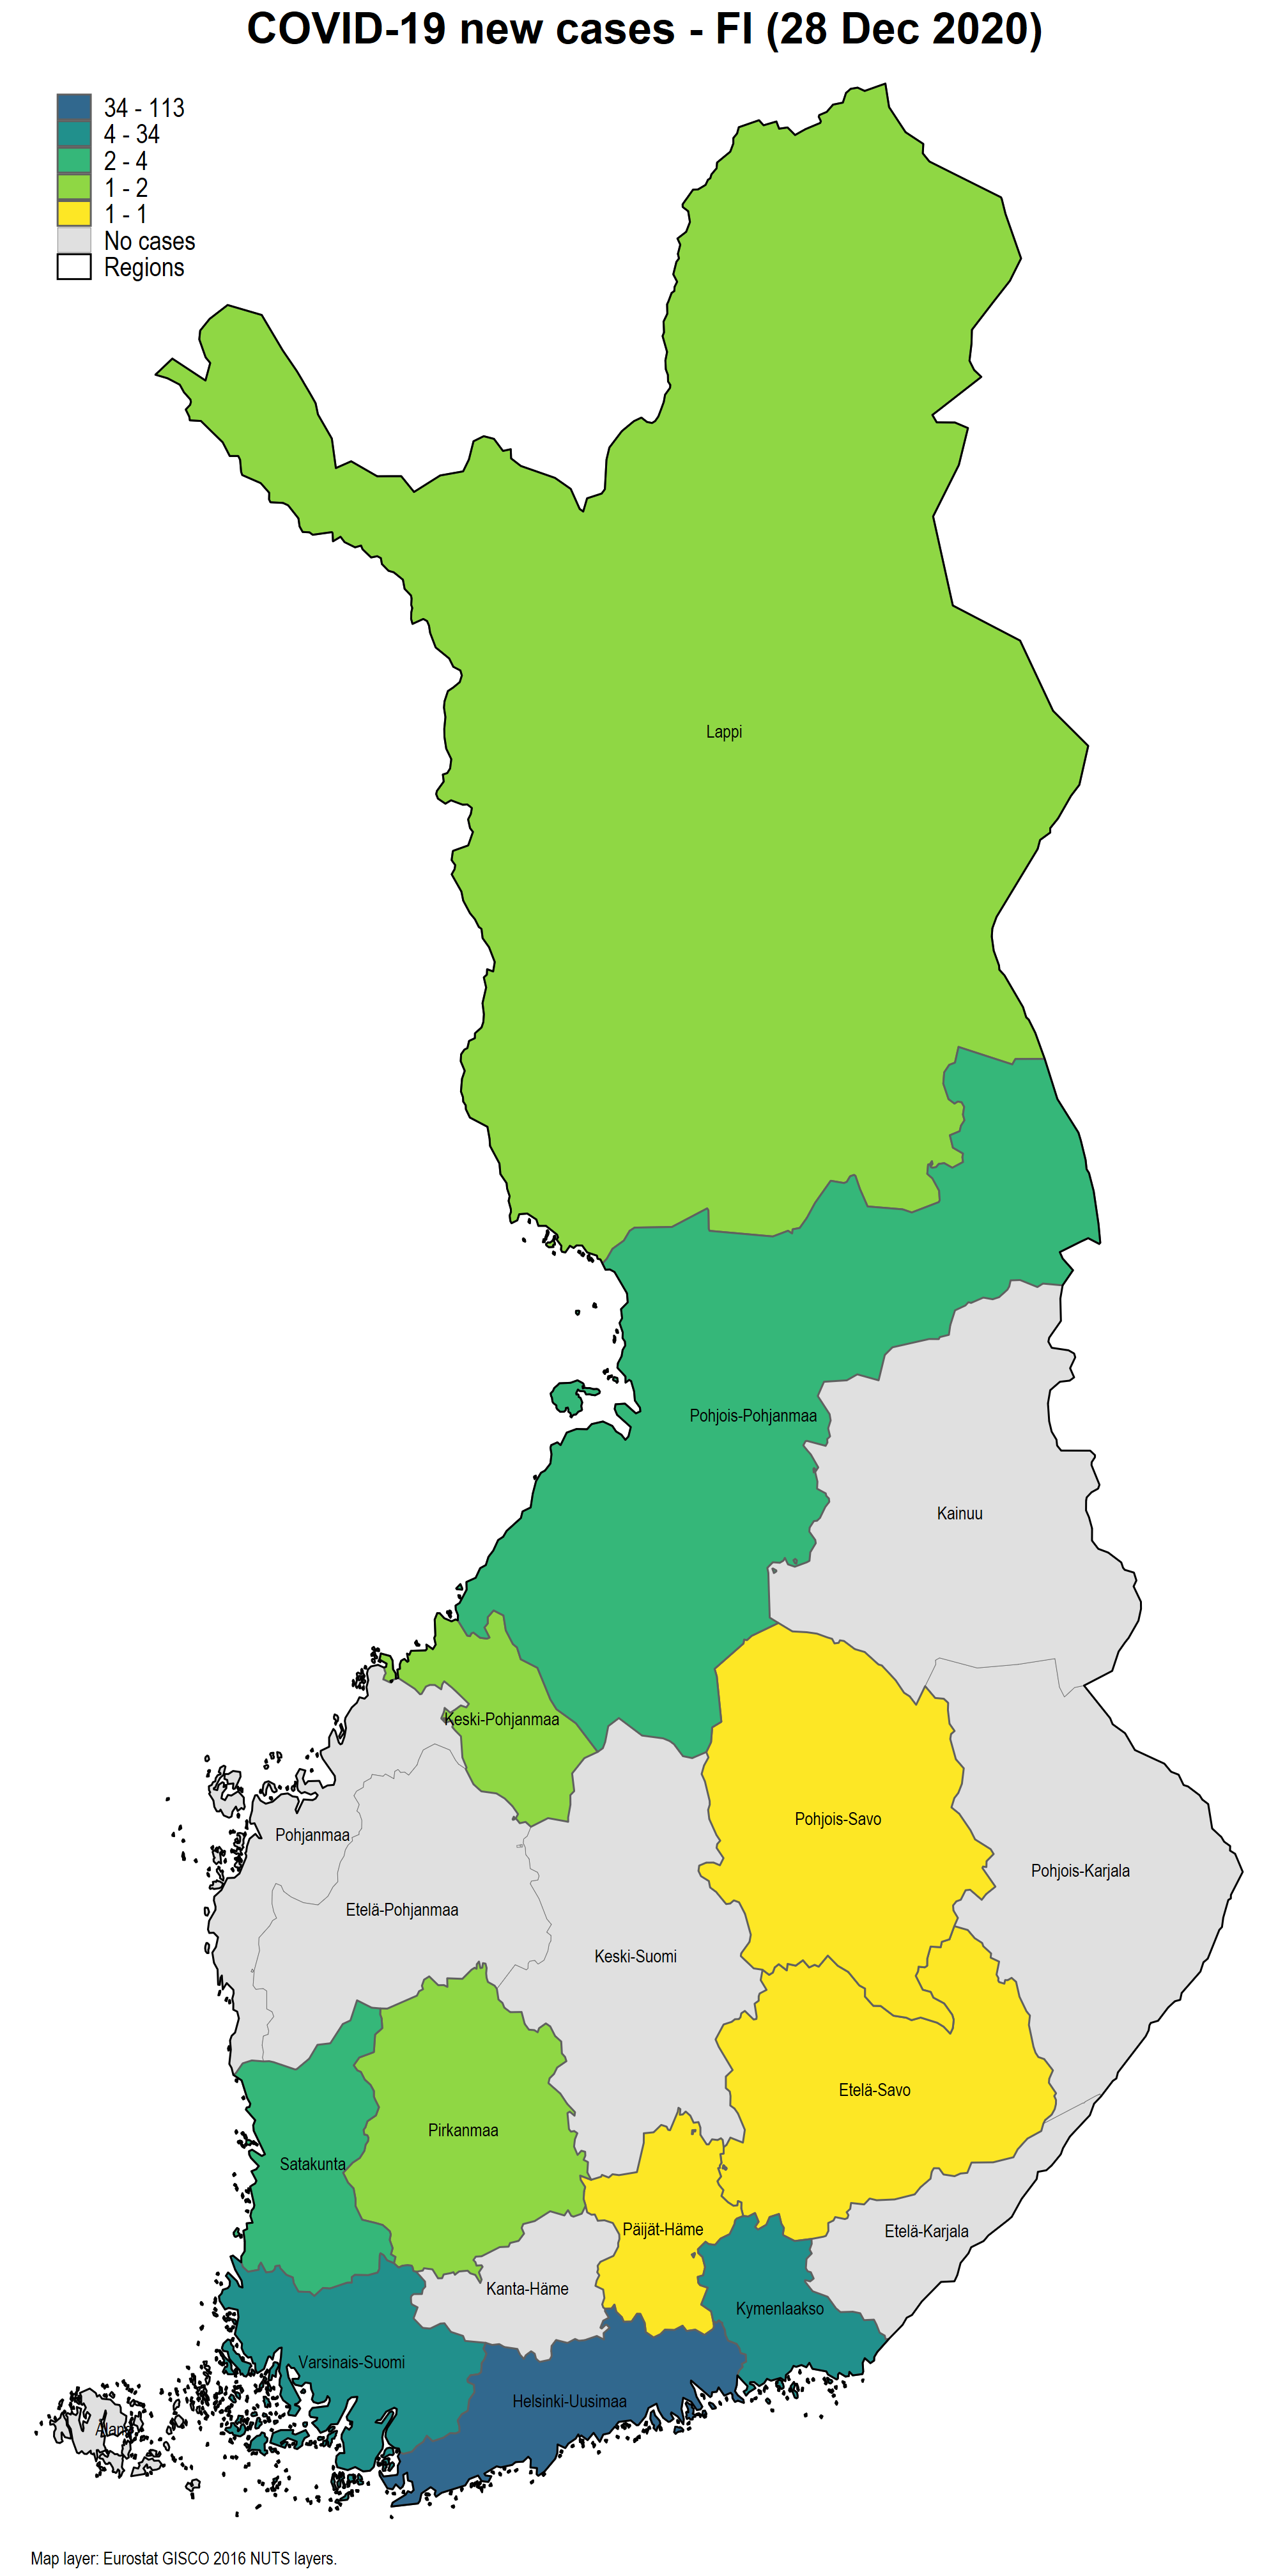 COVID-19 new cases - FI (28 Dec 2020)
34 - 113
4 - 34
2 - 4
1 - 2
1 - 1
No cases
Regions
Lappi
Pohjois-Pohjanmaa
Kainuu
Keski-Pohjanmaa
Pohjois-Savo
Pohjanmaa
Pohjois-Karjala
Etelä-Pohjanmaa
Keski-Suomi
Etelä-Savo
Pirkanmaa
Satakunta
Päijät-Häme
Etelä-Karjala
Kanta-Häme
Kymenlaakso
Varsinais-Suomi
Helsinki-Uusimaa
Map layer: Eurostat GISCO 2016 NUTS layers.